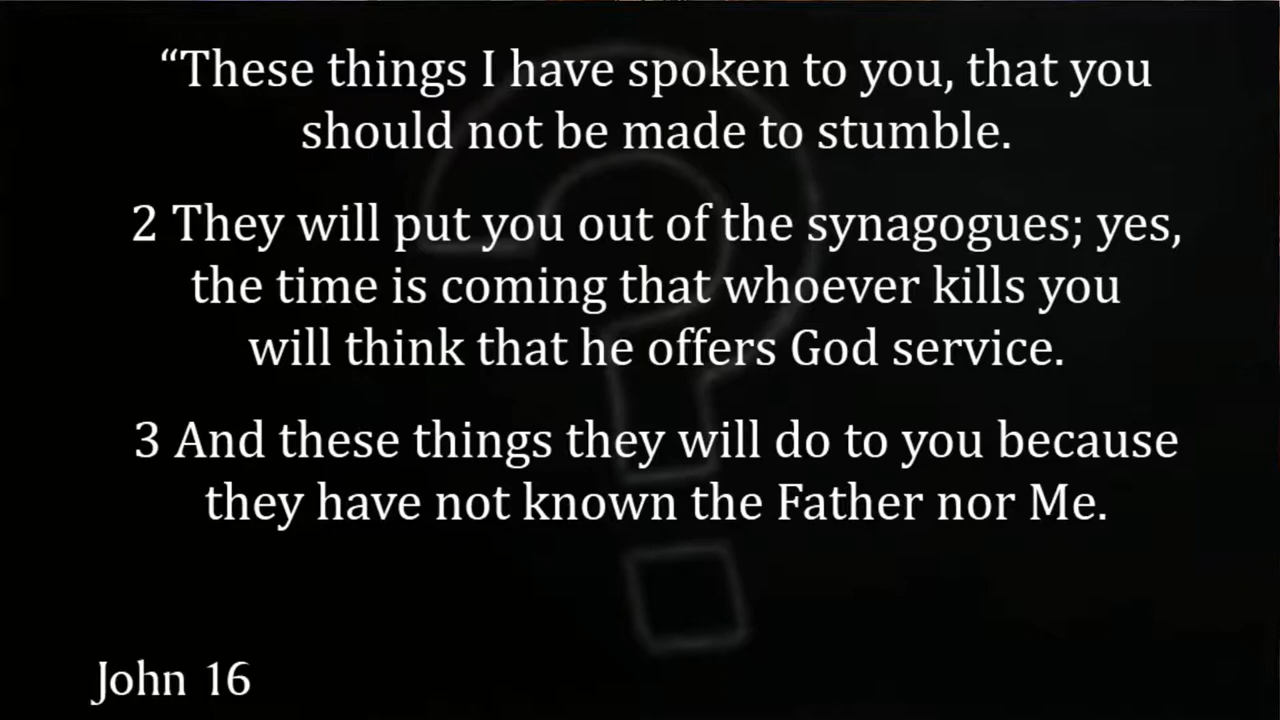 “These things I have spoken to you, that you
should not be made to stumble.
2 They will put you out of the synagogues; yes,
the time is coming that whoever kills you
will think that he offers God service.
3 And these things they will do to you because
they have not known the Father nor Me.
John 16